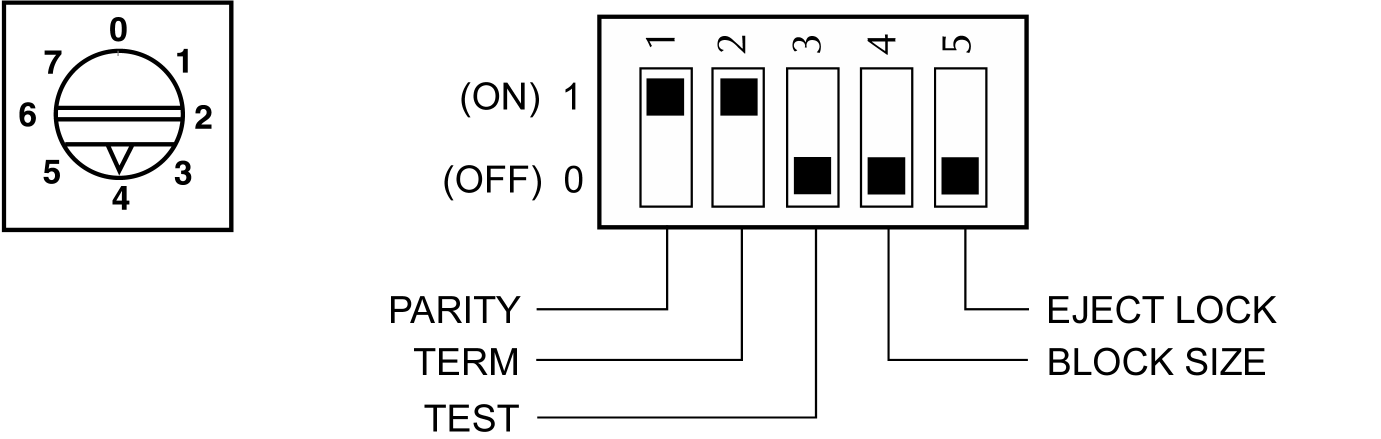 0
7 1
6 2
5 3
4
1 2 3 4 5
(ON) 1
(OFF) 0
PARITY
TERM
TEST
EJECT LOCK
BLOCK SIZE